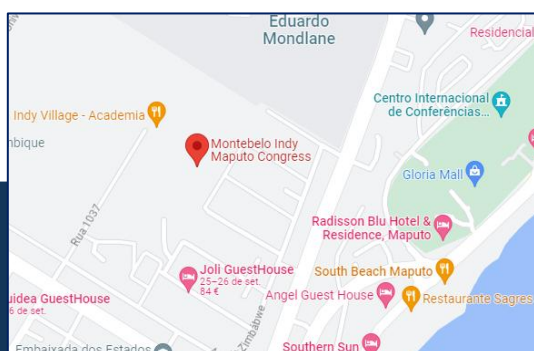 Eduardo
Mondlane
Residencial
Centro Internacional
de Conferências...
Indy Village - Academia
Montebelo Indy
Maputo Congress
Gloria Mall
Rua 1037
Radisson Blu Hotel &
Residence, Maputo
Joli GuestHouse
25–26 de set.
84 €
South Beach Maputo
uidea GuestHouse
6 de set.
Angel Guest House
Restaurante Sagres
Zimbabwe
Southern Sun
Embaixada dos Estados